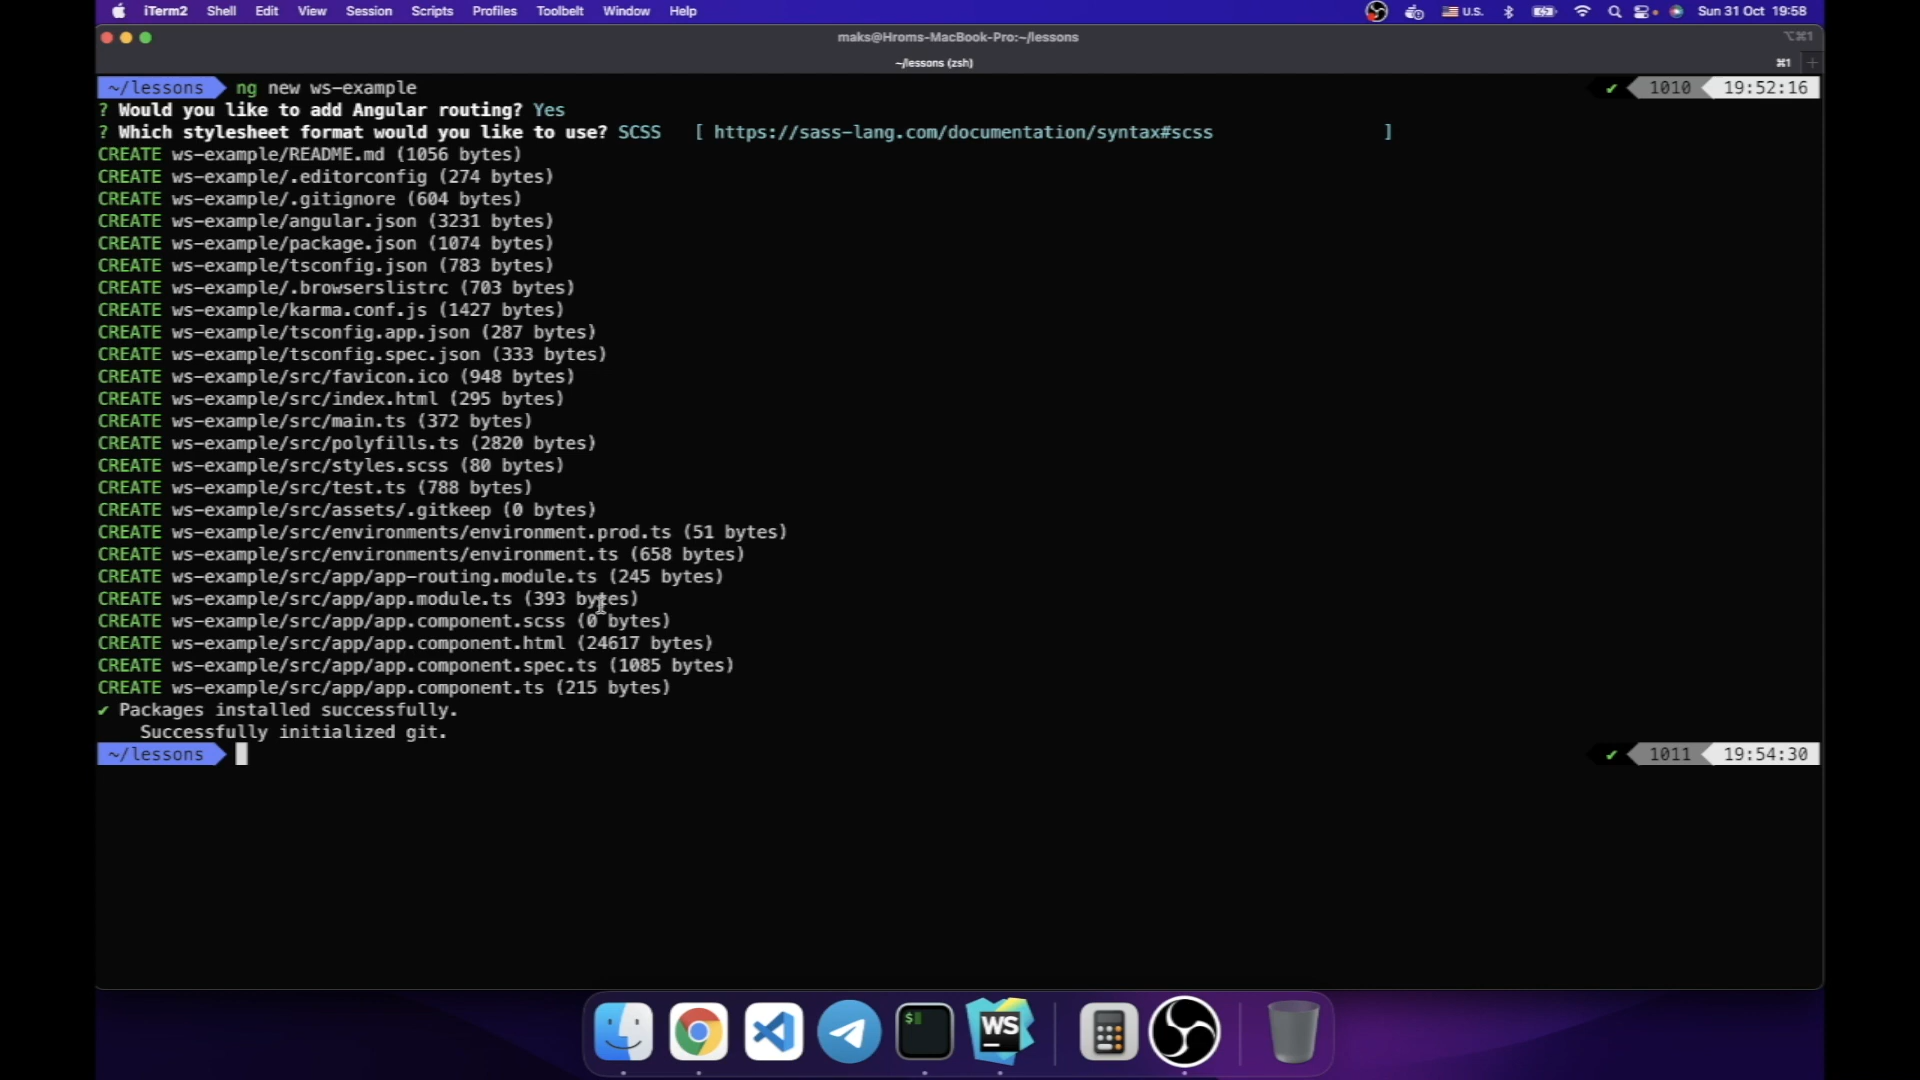 iTerm2 Shell Edit View Session Scripts Profiles Toolbelt Window Help U.S. Sun 31 Oct 19:58
maks@Hroms-MacBook-Pro:~/lessons ⌥⌘1
~/lessons (zsh) ⌘1 +
~/lessons ng new ws-example ✔ 1010 19:52:16
? Would you like to add Angular routing? Yes
? Which stylesheet format would you like to use? SCSS [ https://sass-lang.com/documentation/syntax#scss ]
CREATE ws-example/README.md (1056 bytes)
CREATE ws-example/.editorconfig (274 bytes)
CREATE ws-example/.gitignore (604 bytes)
CREATE ws-example/angular.json (3231 bytes)
CREATE ws-example/package.json (1074 bytes)
CREATE ws-example/tsconfig.json (783 bytes)
CREATE ws-example/.browserslistrc (703 bytes)
CREATE ws-example/karma.conf.js (1427 bytes)
CREATE ws-example/tsconfig.app.json (287 bytes)
CREATE ws-example/tsconfig.spec.json (333 bytes)
CREATE ws-example/src/favicon.ico (948 bytes)
CREATE ws-example/src/index.html (295 bytes)
CREATE ws-example/src/main.ts (372 bytes)
CREATE ws-example/src/polyfills.ts (2820 bytes)
CREATE ws-example/src/styles.scss (80 bytes)
CREATE ws-example/src/test.ts (788 bytes)
CREATE ws-example/src/assets/.gitkeep (0 bytes)
CREATE ws-example/src/environments/environment.prod.ts (51 bytes)
CREATE ws-example/src/environments/environment.ts (658 bytes)
CREATE ws-example/src/app/app-routing.module.ts (245 bytes)
CREATE ws-example/src/app/app.module.ts (393 bytes)
CREATE ws-example/src/app/app.component.scss (0 bytes)
CREATE ws-example/src/app/app.component.html (24617 bytes)
CREATE ws-example/src/app/app.component.spec.ts (1085 bytes)
CREATE ws-example/src/app/app.component.ts (215 bytes)
✔ Packages installed successfully.
Successfully initialized git.
~/lessons ✔ 1011 19:54:30
$ WS